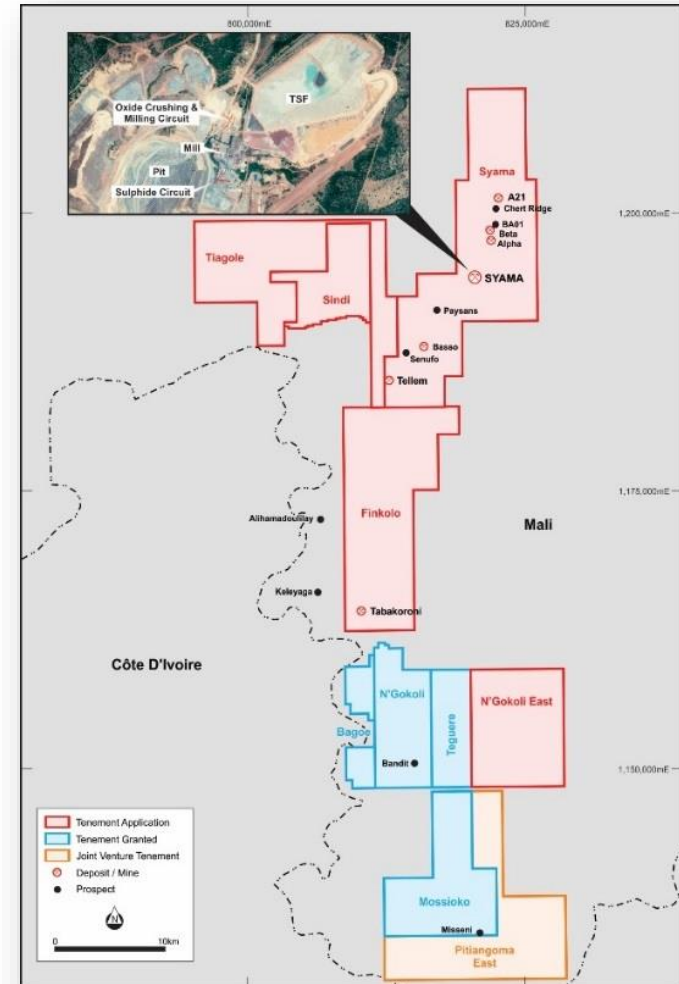 800,000mE
825,000mE
Oxide Crushing &
Milling Circuit
TSF
Mill
Pit
Sulphide Circuit
Syama
A21
Chert Ridge
1,200,000mE
BA01
Beta
Alpha
Tiagole
SYAMA
Sindi
Paysans
Senufo
Tellem
1,175,000mE
Finkolo
Mali
Keleyaga
Tabakoroni
Côte D'Ivoire
N'Gokoli
N'Gokoli East
Bagoe
Teguere
Bandit
1,150,000mE
Tenement Application
Tenement Granted
Joint Venture Tenement
Deposit / Mine
Prospect
N
0
10km
Mossioko
Misseni
Pitiangoma
East